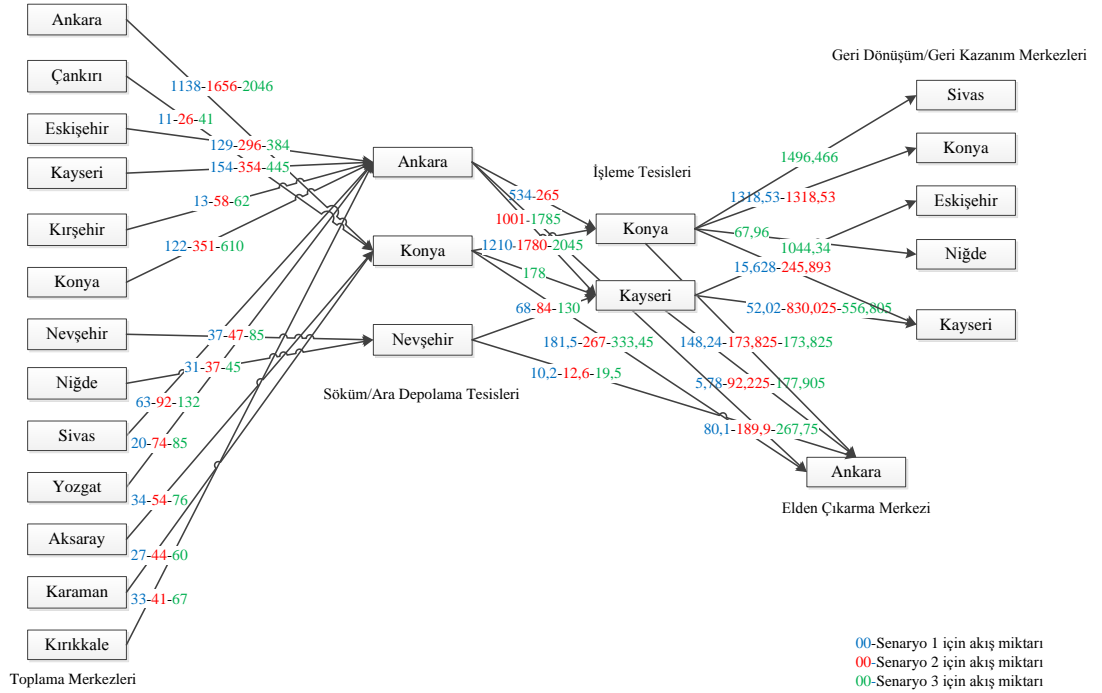 Ankara
Çankırı
Eskişehir
Kayseri
Kırşehir
Konya
Nevşehir
Niğde
Sivas
Yozgat
Aksaray
Karaman
Kırıkkale
Toplama Merkezleri
1138-1656-2046
11-26-41
129-296-384
154-354-445
13-58-62
122-351-610
37-47-85
31-37-45
63-92-132
20-74-85
34-54-76
27-44-60
33-41-67
Ankara
Konya
Nevşehir
Söküm/Ara Depolama Tesisleri
534-265
1001-1785
1210-1780-2045
178
68-84-130
181,5-267-333,45
10,2-12,6-19,5
İşleme Tesisleri
Konya
Kayseri
1496,466
1318,53-1318,53
67,96
1044,34
15,628-245,893
52,02-830,025-556,805
148,24-173,825-173,825
5,78-92,225-177,905
80,1-189,9-267,75
Geri Dönüşüm/Geri Kazanım Merkezleri
Sivas
Konya
Eskişehir
Niğde
Kayseri
Ankara
Elden Çıkarma Merkezi
00-Senaryo 1 için akış miktarı
00-Senaryo 2 için akış miktarı
00-Senaryo 3 için akış miktarı